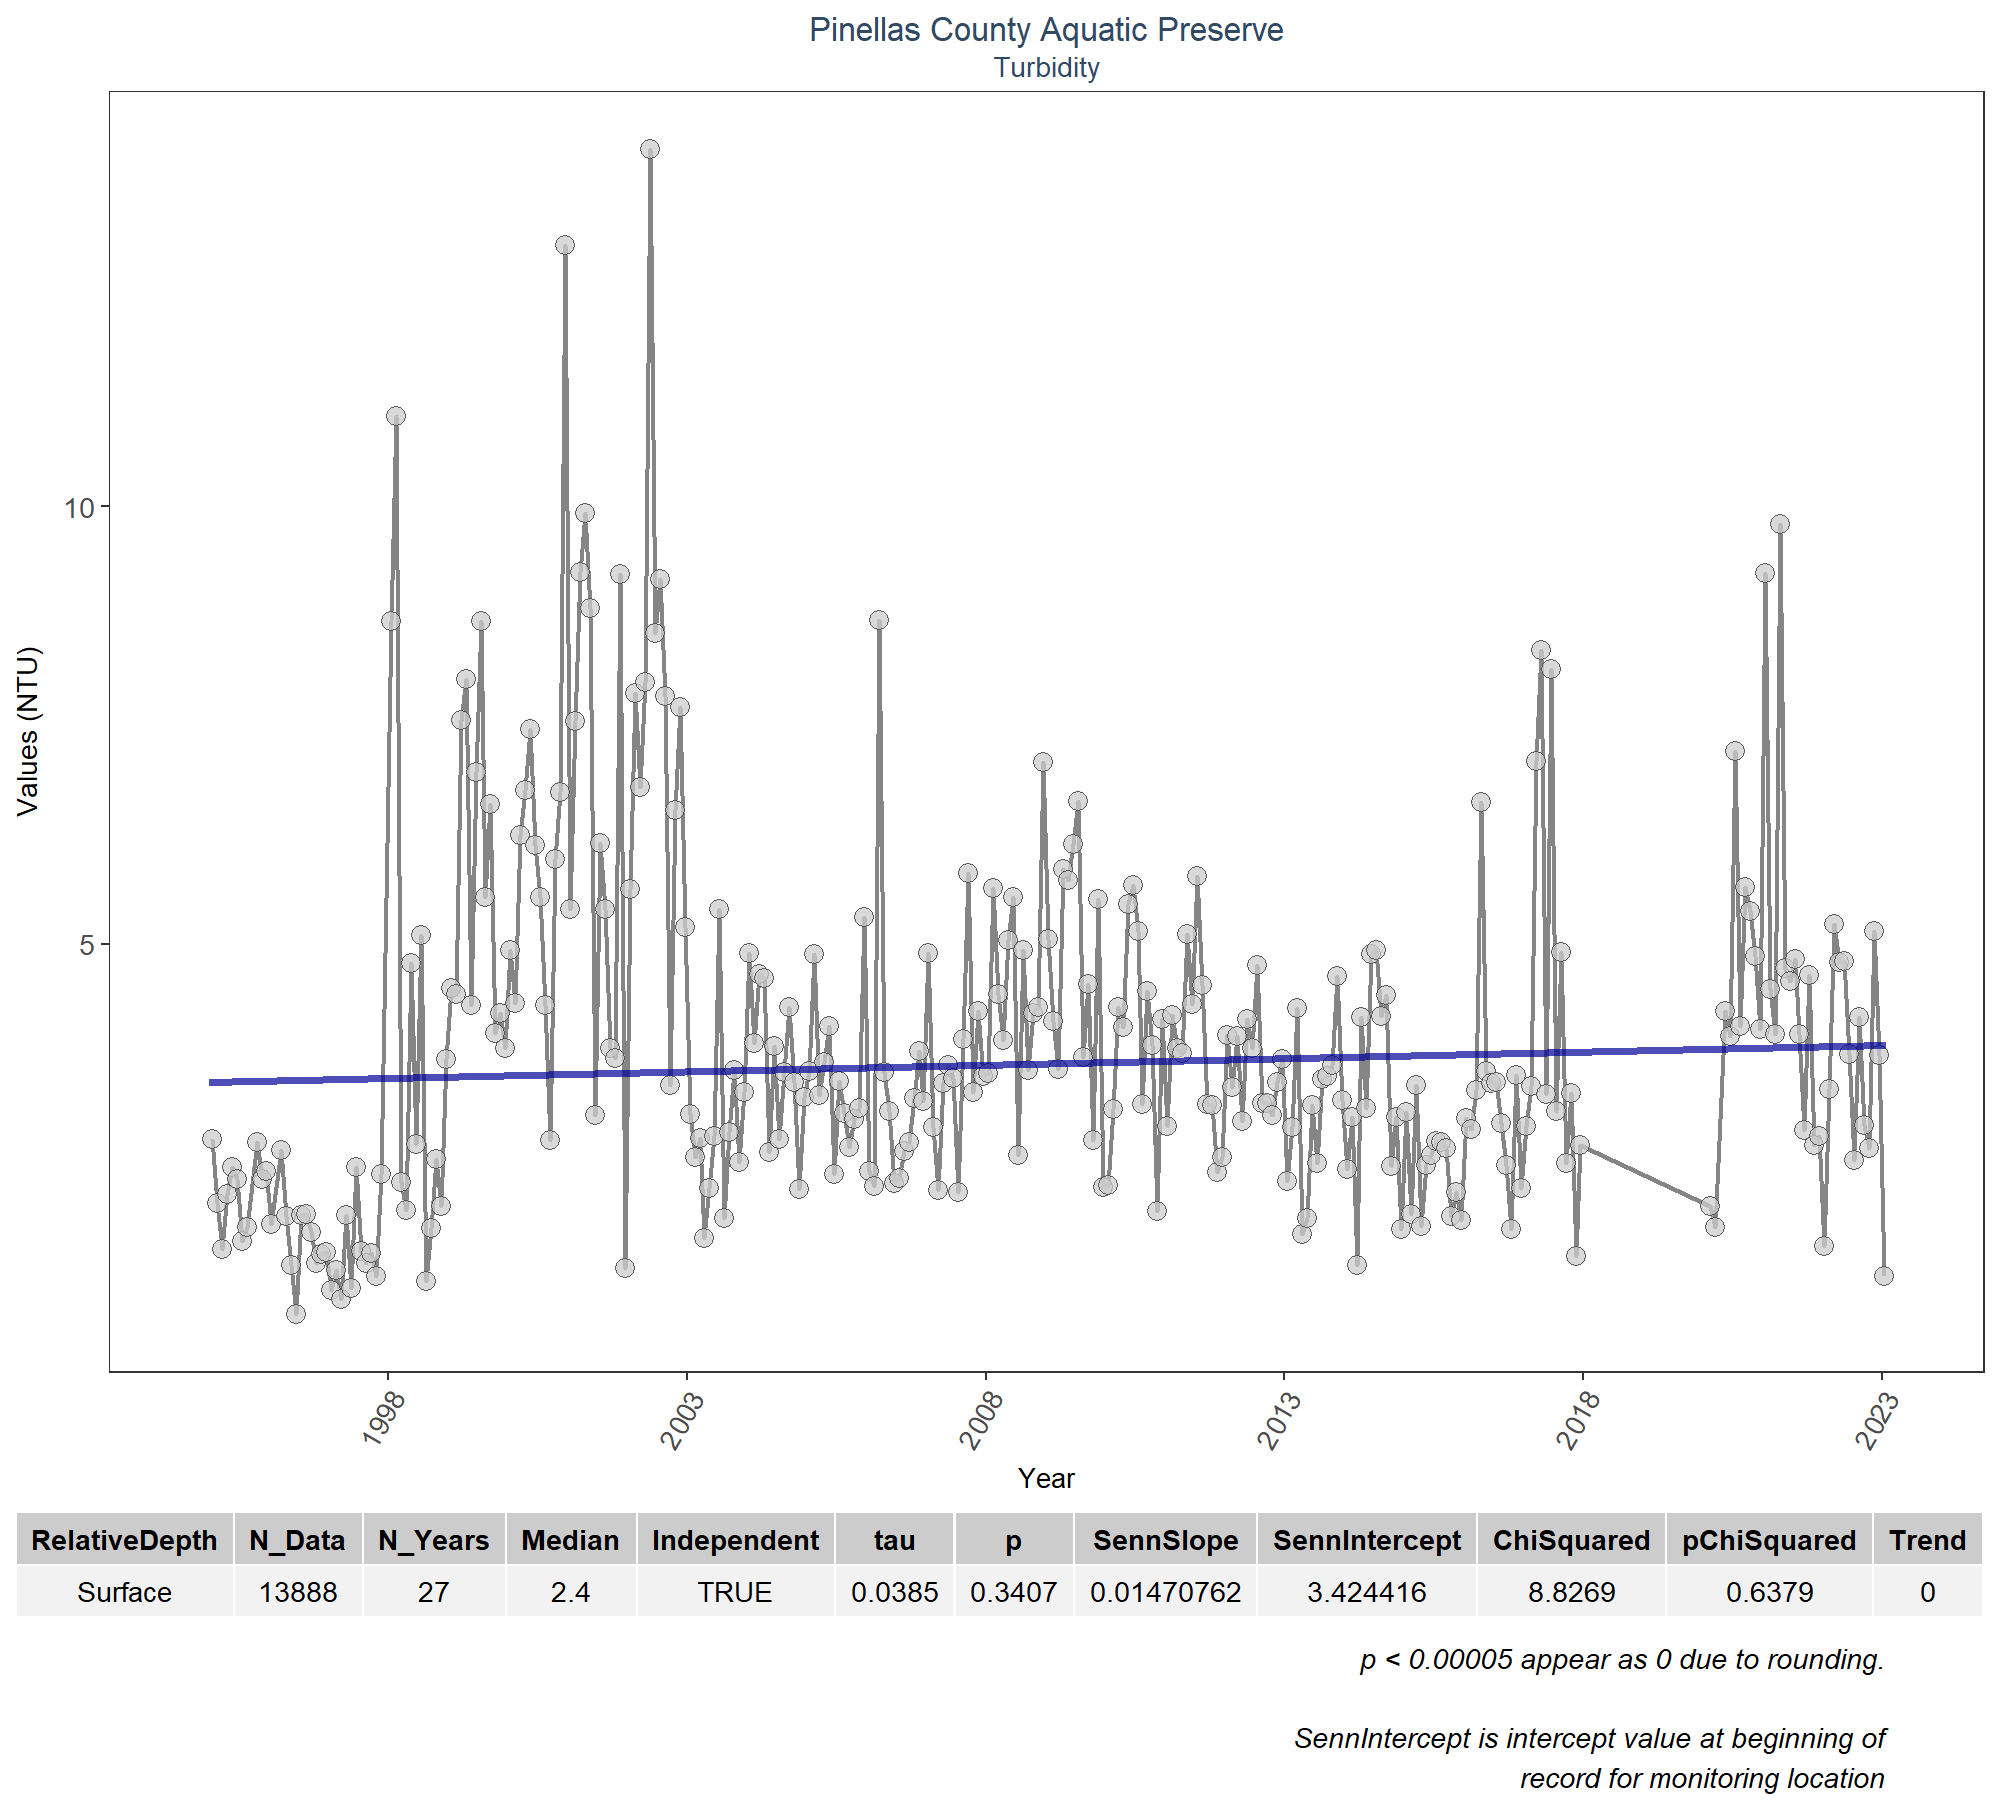 Pinellas County Aquatic Preserve
Turbidity
Values (NTU)
10
5
1998 2003 2008 2013 2018 2023
Year
RelativeDepth N_Data N_Years Median Independent tau p SennSlope SennIntercept ChiSquared pChiSquared Trend
Surface 13888 27 2.4 TRUE 0.0385 0.3407 0.01470762 3.424416 8.8269 0.6379 0
p < 0.00005 appear as 0 due to rounding.
SennIntercept is intercept value at beginning of
record for monitoring location